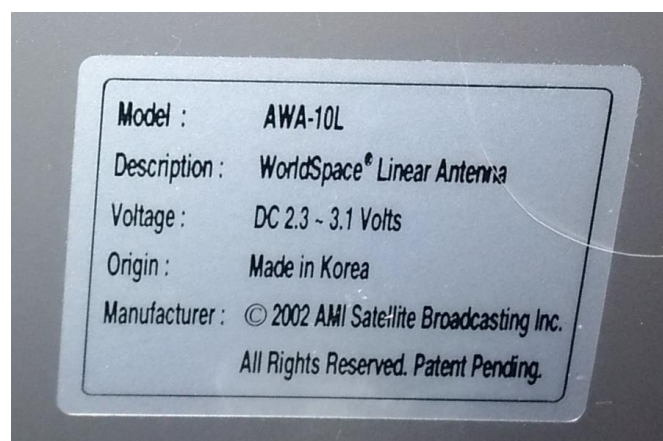 Model : AWA-10L
Description : WorldSpace® Linear Antenna
Voltage : DC 2.3 ~ 3.1 Volts
Origin : Made in Korea
Manufacturer : © 2002 AMI Satellite Broadcasting Inc.
All Rights Reserved. Patent Pending.